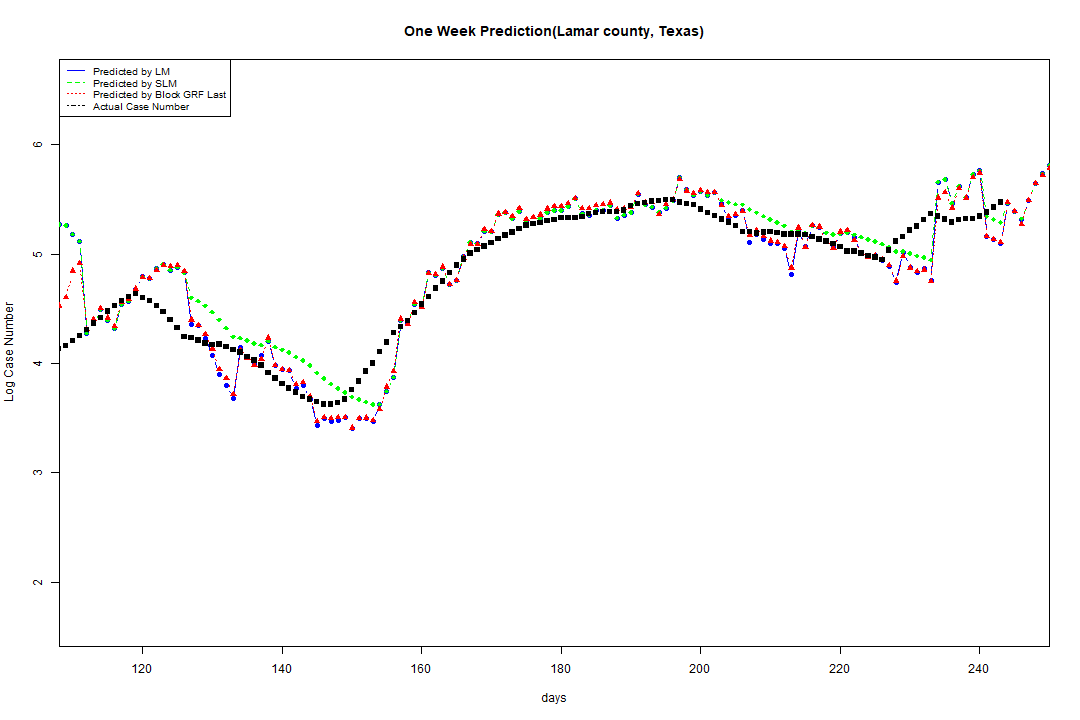 One Week Prediction(Lamar county, Texas)
Predicted by LM
Predicted by SLM
Predicted by Block GRF Last
Actual Case Number
6
5
4
3
2
Log Case Number
120 140 160 180 200 220 240
days